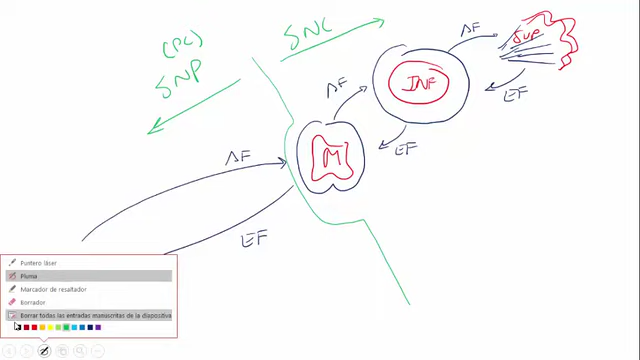 SNC
(PC)
SNP
AF
SUP
EF
AF
INF
EF
M
AF
EF
Puntero láser
Pluma
Marcador de resaltador
Borrador
Borrar todas las entradas manuscritas de la diapositiva